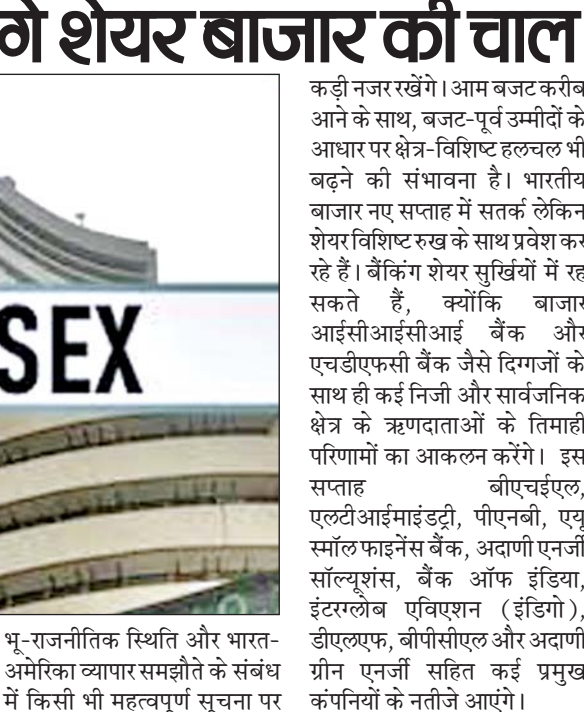 गे शेयर बाजार की चाल
SEX
भू-राजनीतिक स्थिति और भारत-
अमेरिका व्यापार समझौते के संबंध
में किसी भी महत्वपूर्ण सूचना पर
कड़ी नजर रखेंगे। आम बजट करीब
आने के साथ, बजट-पूर्व उम्मीदों के
आधार पर क्षेत्र-विशिष्ट हलचल भी
बढ़ने की संभावना है। भारतीय
बाजार नए सप्ताह में सतर्क लेकिन
शेयर विशिष्ट रुख के साथ प्रवेश कर
रहे हैं। बैंकिंग शेयर सुर्खियों में रह
सकते हैं, क्योंकि बाजार
आईसीआईसीआई बैंक और
एचडीएफसी बैंक जैसे दिग्गजों के
साथ ही कई निजी और सार्वजनिक
क्षेत्र के ऋणदाताओं के तिमाही
परिणामों का आकलन करेंगे। इस
सप्ताह बीएचईएल,
एलटीआईमाइंडट्री, पीएनबी, एयू
स्मॉल फाइनेंस बैंक, अदाणी एनर्जी
सॉल्यूशंस, बैंक ऑफ इंडिया,
इंटरग्लोब एविएशन (इंडिगो),
डीएलएफ, बीपीसीएल और अदाणी
ग्रीन एनर्जी सहित कई प्रमुख
कंपनियों के नतीजे आएंगे।